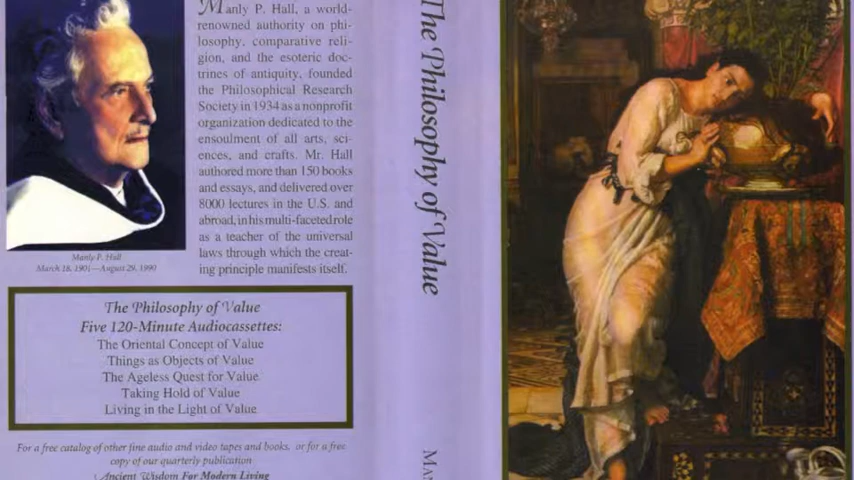 Manly P. Hall, a world-
renowned authority on phi-
losophy, comparative reli-
gion, and the esoteric doc-
trines of antiquity, founded
the Philosophical Research
Society in 1934 as a nonprofit
organization dedicated to the
ensoulment of all arts, sci-
ences, and crafts. Mr. Hall
authored more than 150 books
and essays, and delivered over
8000 lectures in the U.S. and
abroad, in his multi-faceted role
as a teacher of the universal
laws through which the creat-
ing principle manifests itself.
Manly P. Hall
March 18, 1901—August 29, 1990
The Philosophy of Value
Five 120-Minute Audiocassettes:
The Oriental Concept of Value
Things as Objects of Value
The Ageless Quest for Value
Taking Hold of Value
Living in the Light of Value
For a free catalog of other fine audio and video tapes and books, or for a free
copy of our quarterly publication
Ancient Wisdom For Modern Living
The Philosophy of Value
MA